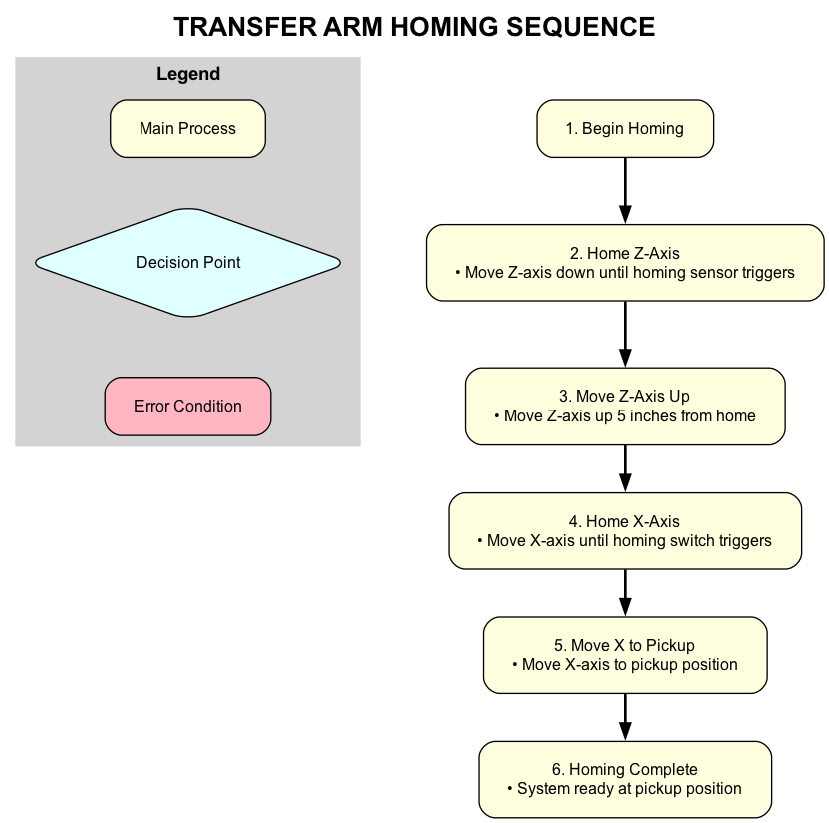 TRANSFER ARM HOMING SEQUENCE
Legend
Main Process
Decision Point
Error Condition
1. Begin Homing
2. Home Z-Axis
• Move Z-axis down until homing sensor triggers
3. Move Z-Axis Up
• Move Z-axis up 5 inches from home
4. Home X-Axis
• Move X-axis until homing switch triggers
5. Move X to Pickup
• Move X-axis to pickup position
6. Homing Complete
• System ready at pickup position